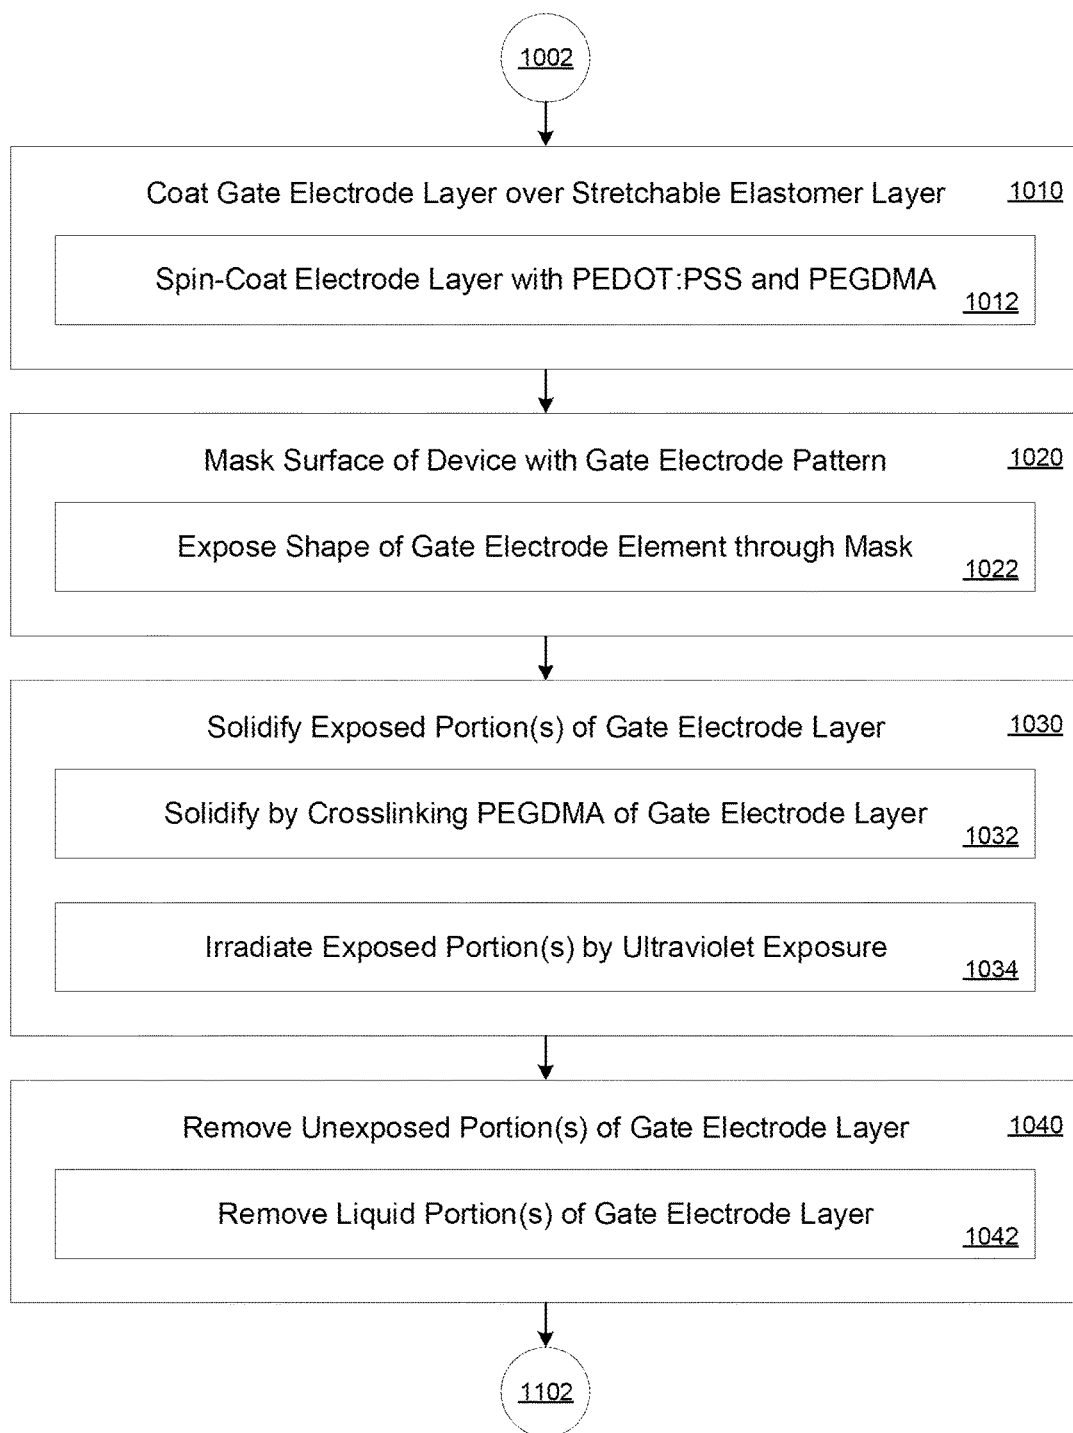 1002
Coat Gate Electrode Layer over Stretchable Elastomer Layer 1010
Spin-Coat Electrode Layer with PEDOT:PSS and PEGDMA
1012
Mask Surface of Device with Gate Electrode Pattern 1020
Expose Shape of Gate Electrode Element through Mask
1022
Solidify Exposed Portion(s) of Gate Electrode Layer 1030
Solidify by Crosslinking PEGDMA of Gate Electrode Layer
1032
Irradiate Exposed Portion(s) by Ultraviolet Exposure
1034
Remove Unexposed Portion(s) of Gate Electrode Layer 1040
Remove Liquid Portion(s) of Gate Electrode Layer
1042
1102